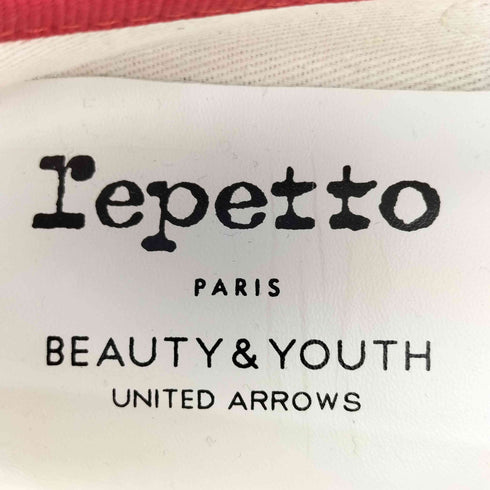 repetto
PARIS
BEAUTY & YOUTH
UNITED ARROWS